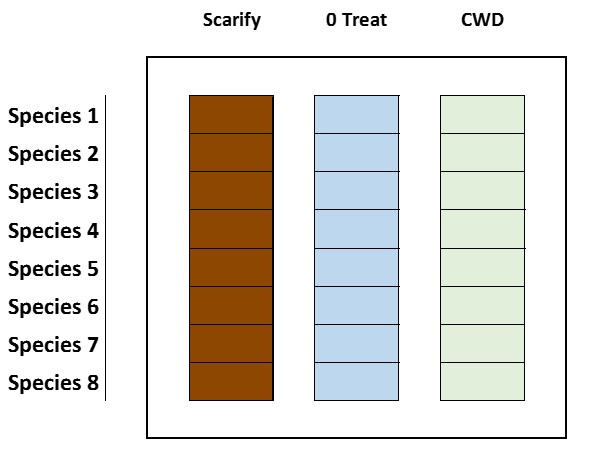 Scarify 0 Treat CWD
Species 1
Species 2
Species 3
Species 4
Species 5
Species 6
Species 7
Species 8